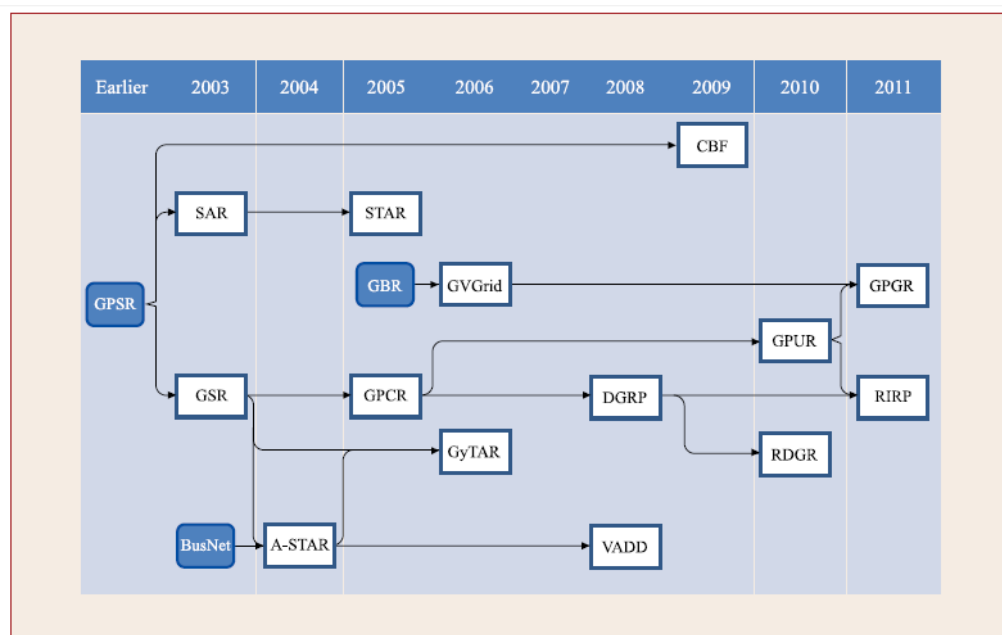 Earlier 2003 2004 2005 2006 2007 2008 2009 2010 2011
CBF
SAR STAR
GPSR GBR GVGrid GPGR
GPUR
GSR GPCR DGRP RIRP
GyTAR RDGR
BusNet A-STAR VADD